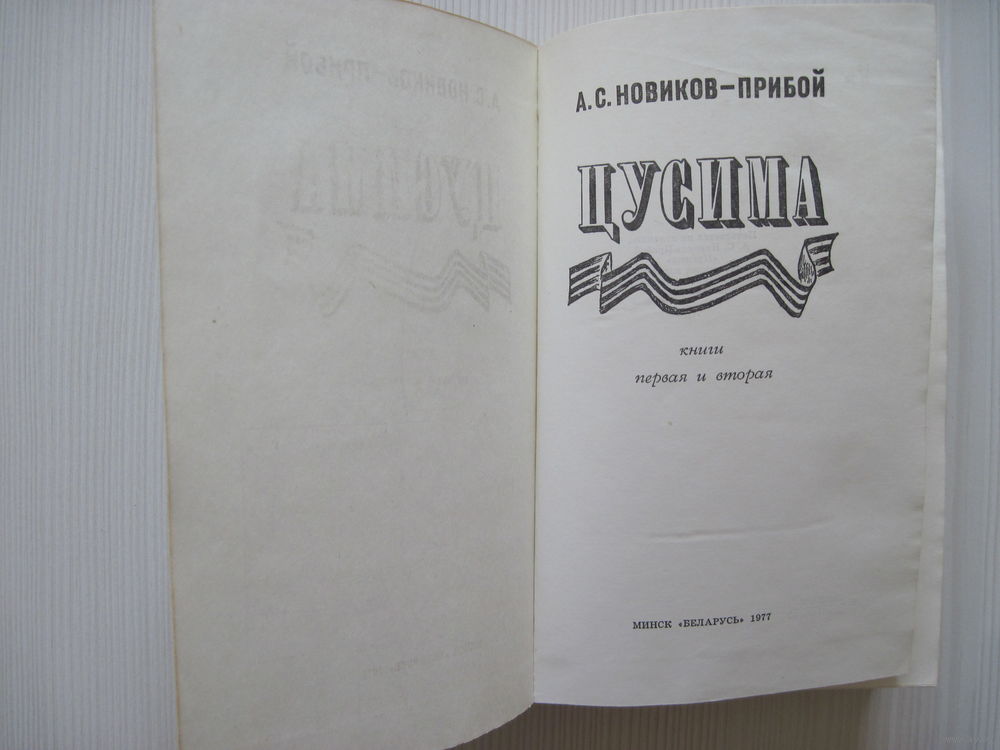 А.С. НОВИКОВ–ПРИБОЙ
ЦУСИМА
книги
первая и вторая
МИНСК «БЕЛАРУСЬ» 1977